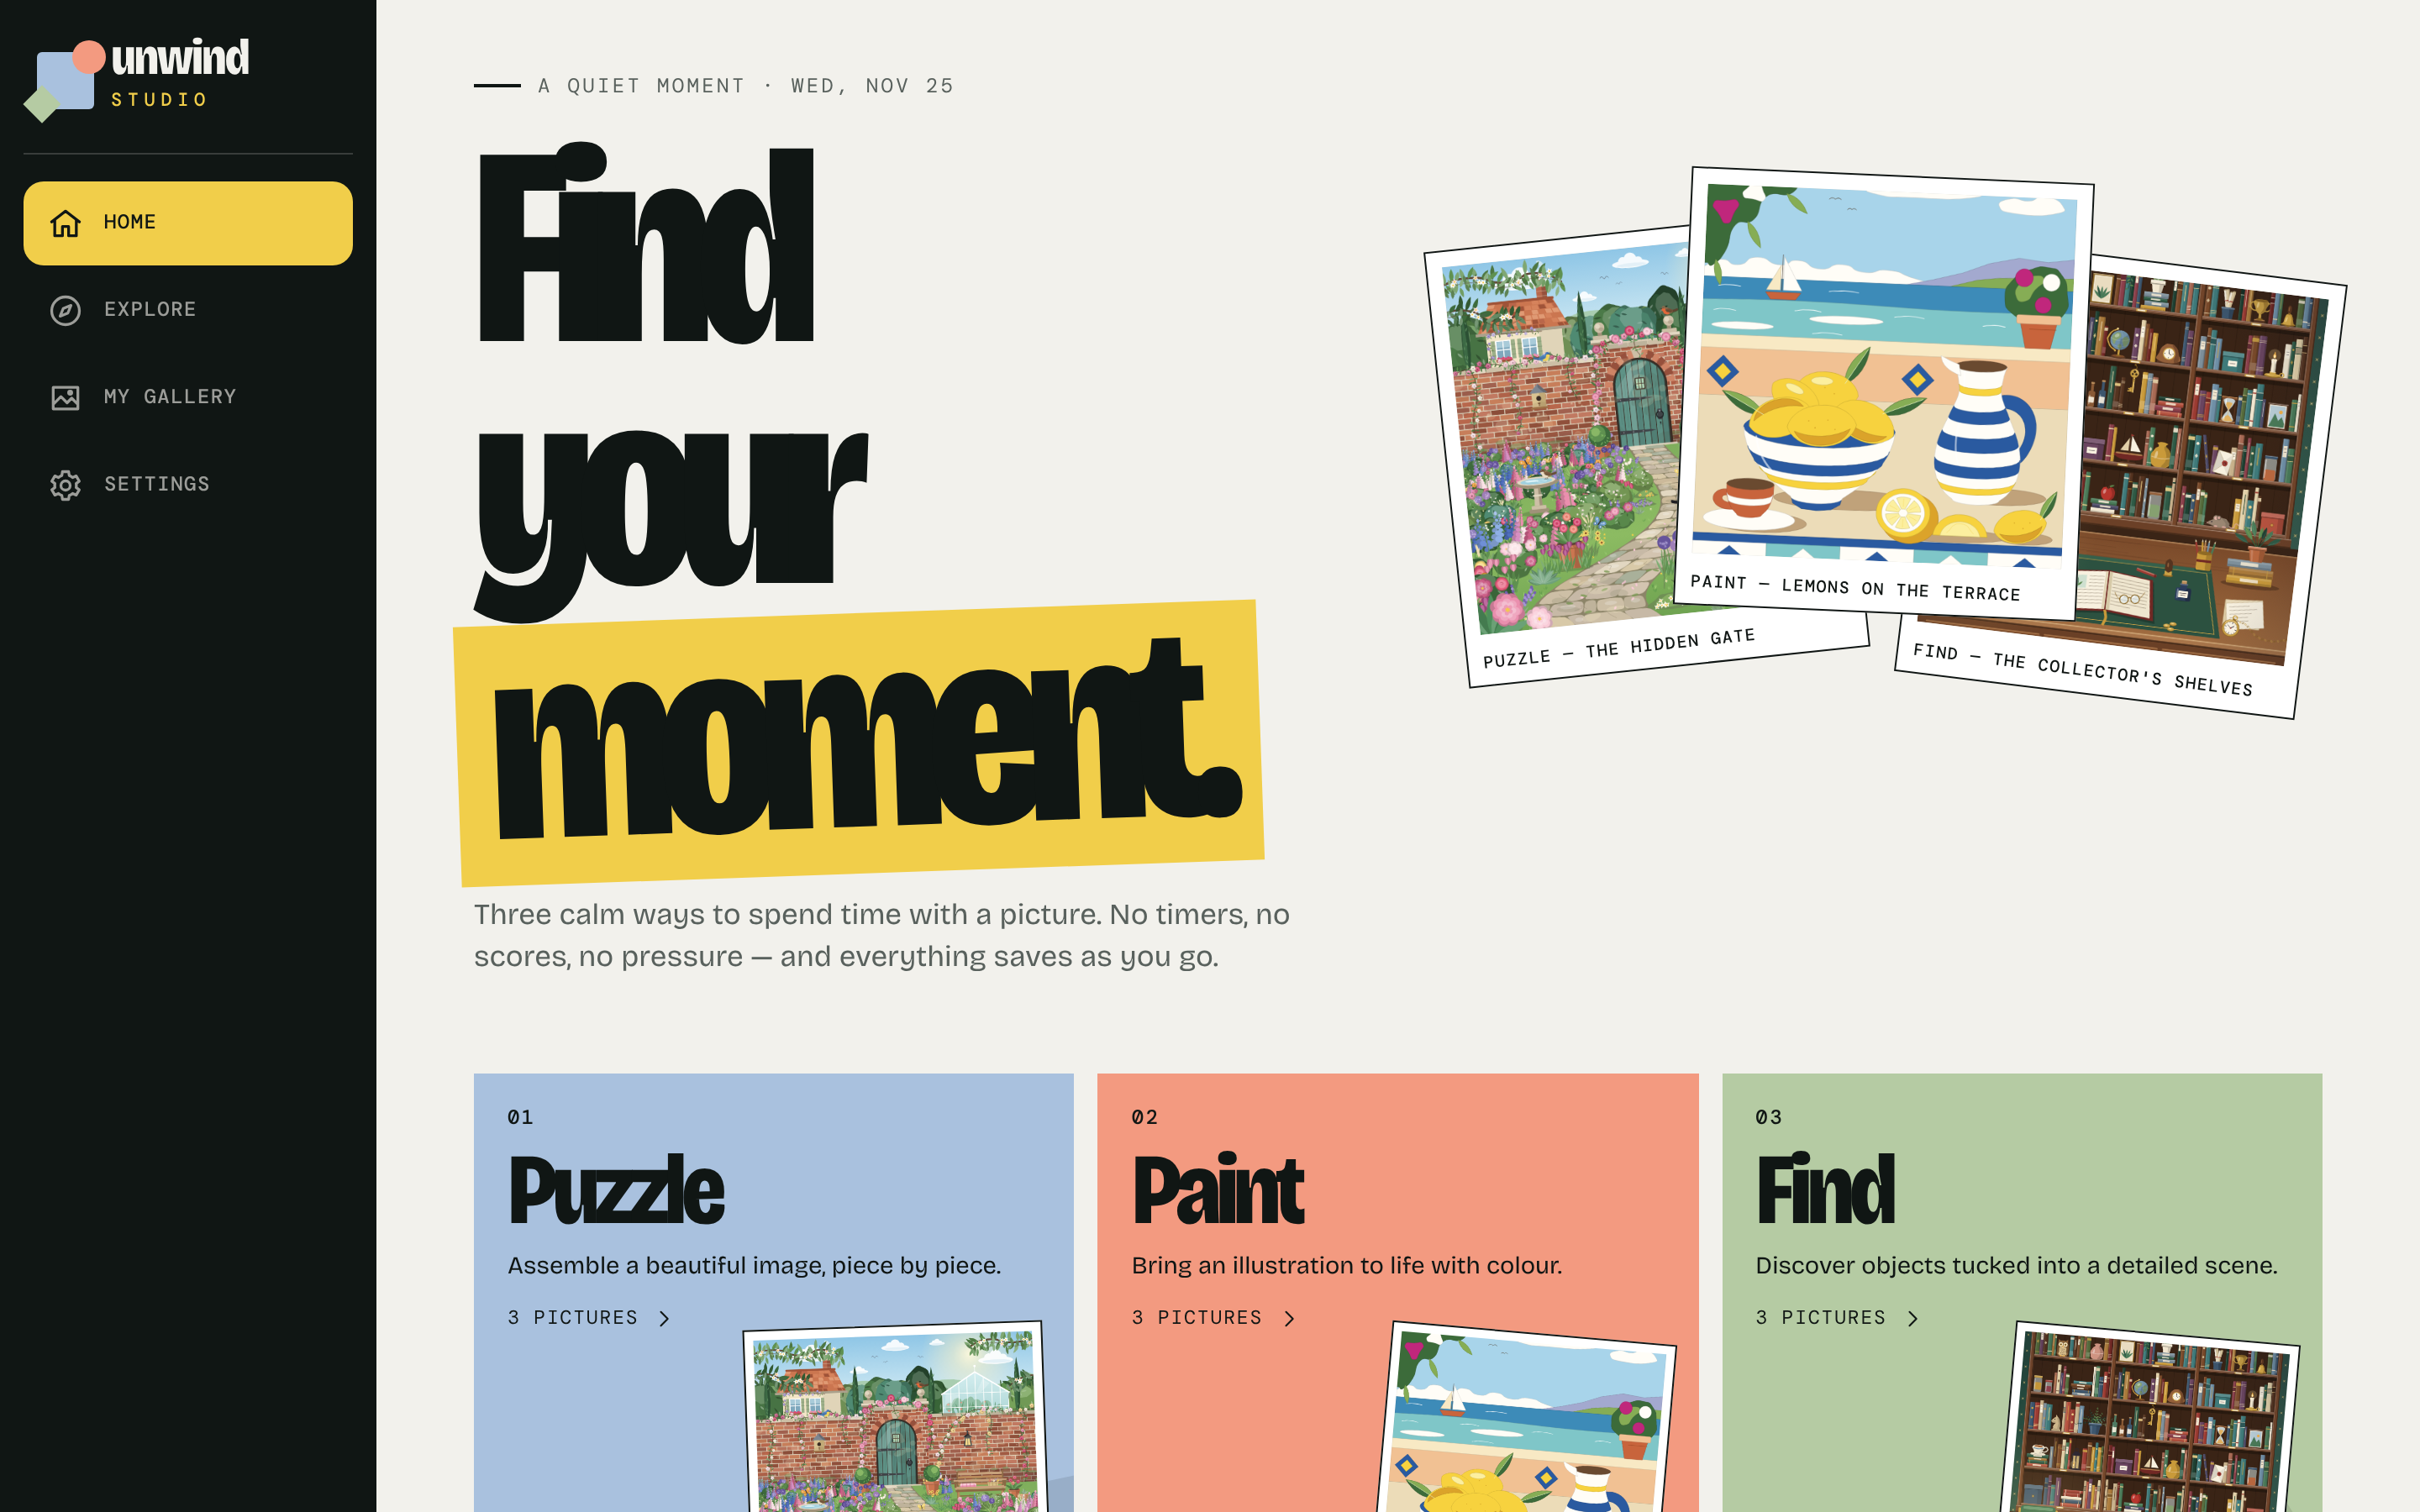 unwind
STUDIO
HOME
EXPLORE
MY GALLERY
SETTINGS
A QUIET MOMENT · WED, NOV 25
Find
your
moment.
Three calm ways to spend time with a picture. No timers, no
scores, no pressure — and everything saves as you go.
PUZZLE — THE HIDDEN GATE
PAINT — LEMONS ON THE TERRACE
FIND — THE COLLECTOR'S SHELVES
01
Puzzle
Assemble a beautiful image, piece by piece.
3 PICTURES
02
Paint
Bring an illustration to life with colour.
3 PICTURES
03
Find
Discover objects tucked into a detailed scene.
3 PICTURES